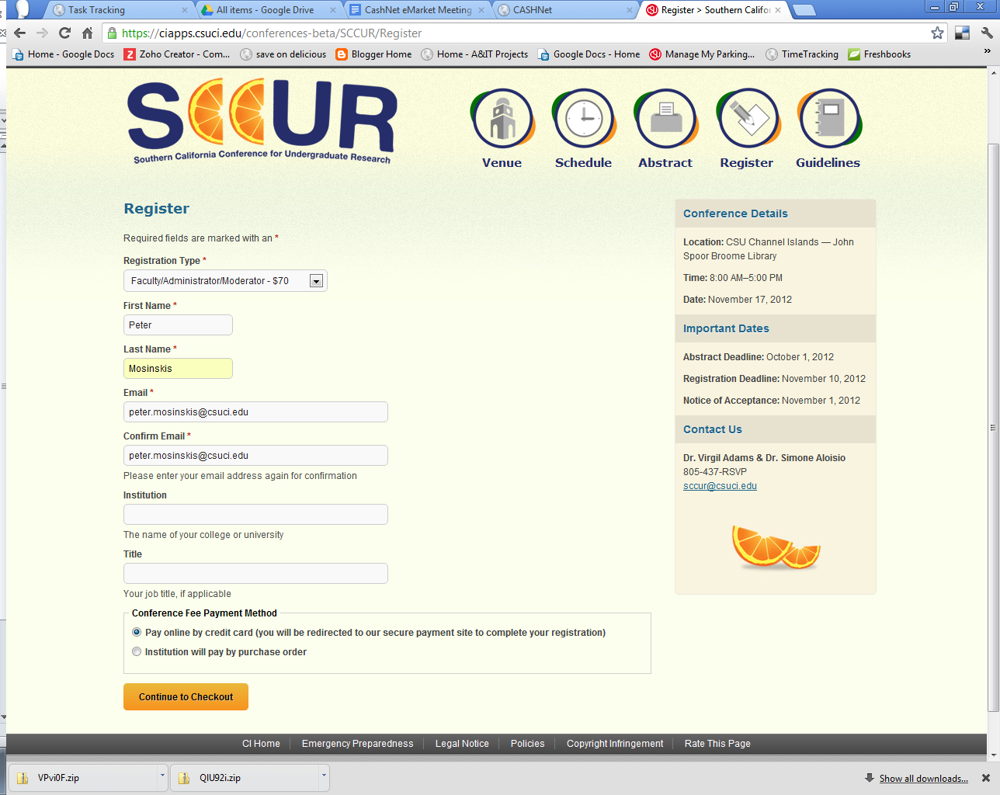 Task Tracking
All items - Google Drive
CashNet eMarket Meeting
CASHNet
Register > Southern Califo
https://ciapps.csuci.edu/conferences-beta/SCCUR/Register
Home - Google Docs
Zoho Creator - Com...
save on delicious
Blogger Home
Home - A&IT Projects
Google Docs - Home
Manage My Parking...
TimeTracking
Freshbooks
»
SCCUR
Southern California Conference for Undergraduate Research
Venue
Schedule
Abstract
Register
Guidelines
Register
Required fields are marked with an *
Registration Type *
Faculty/Administrator/Moderator - $70
First Name *
Peter
Last Name *
Mosinskis
Email *
peter.mosinskis@csuci.edu
Confirm Email *
peter.mosinskis@csuci.edu
Please enter your email address again for confirmation
Institution
The name of your college or university
Title
Your job title, if applicable
Conference Fee Payment Method
Pay online by credit card (you will be redirected to our secure payment site to complete your registration)
Institution will pay by purchase order
Continue to Checkout
Conference Details
Location: CSU Channel Islands — John
Spoor Broome Library
Time: 8:00 AM–5:00 PM
Date: November 17, 2012
Important Dates
Abstract Deadline: October 1, 2012
Registration Deadline: November 10, 2012
Notice of Acceptance: November 1, 2012
Contact Us
Dr. Virgil Adams & Dr. Simone Aloisio
805-437-RSVP
sccur@csuci.edu
CI Home
Emergency Preparedness
Legal Notice
Policies
Copyright Infringement
Rate This Page
VPvi0F.zip
QIU92i.zip
Show all downloads...